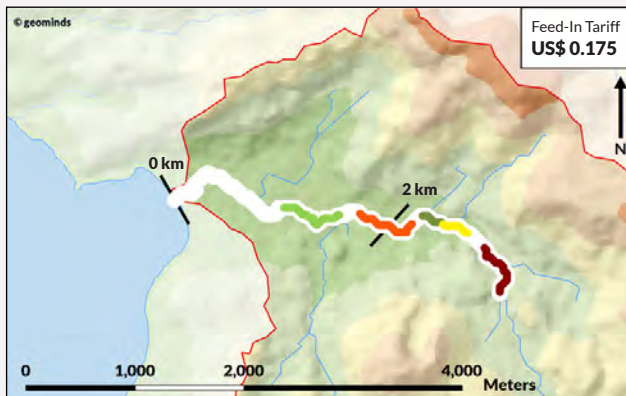 © geominds
Feed-In Tariff
US$ 0.175
N
0 km
2 km
0 1,000 2,000 4,000 Meters